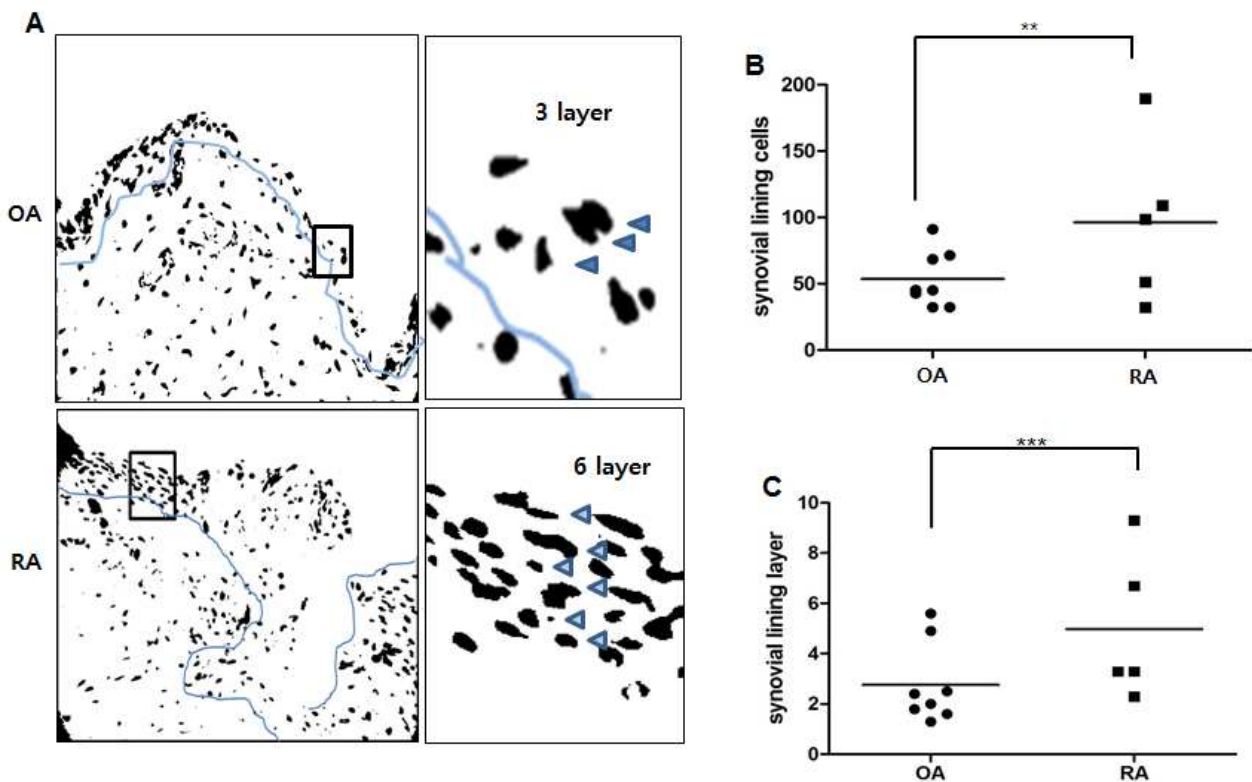 A
OA
3 layer
RA
6 layer
B
**
synovial lining cells
200
150
100
50
0
OA
RA
C
***
synovial lining layer
10
8
6
4
2
0
OA
RA